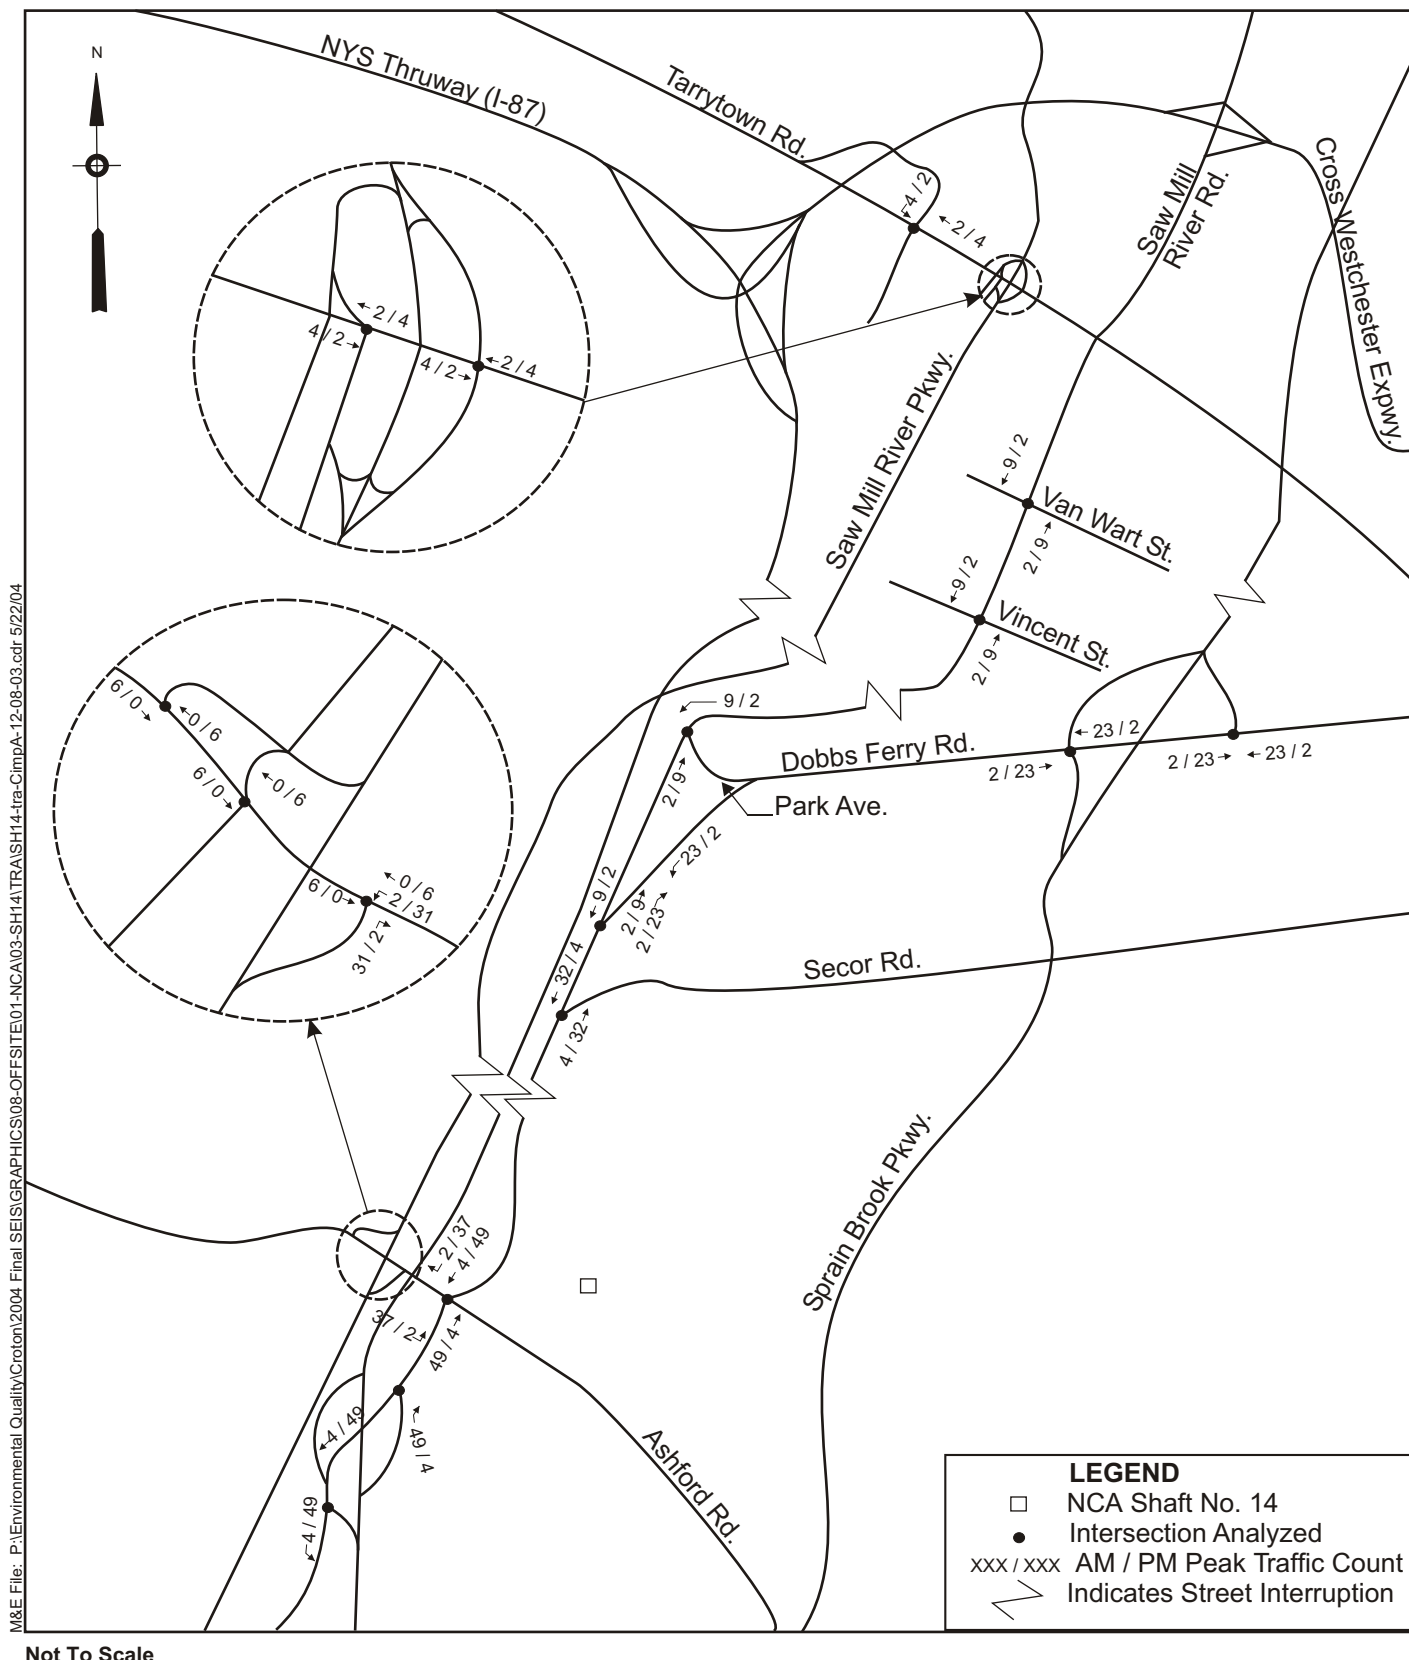 N
NYS Thruway (I-87)
Tarrytown Rd.
Saw Mill
River Rd.
Cross Westchester Expwy.
4 / 2
2 / 4
2 / 4
4 / 2
4 / 2
2 / 4
Saw Mill River Pkwy.
9 / 2
Van Wart St.
2 / 9
9 / 2
Vincent St.
2 / 9
6 / 0
0 / 6
6 / 0
0 / 6
6 / 0
0 / 6
2 / 31
31 / 2
9 / 2
Dobbs Ferry Rd.
23 / 2
2 / 23
2 / 23
23 / 2
2 / 9
Park Ave.
23 / 2
9 / 2
2 / 9
2 / 23
32 / 4
Secor Rd.
4 / 32
Sprain Brook Pkwy.
2 / 37
4 / 49
37 / 2
49 / 4
4 / 49
49 / 4
4 / 49
Ashford Rd.
LEGEND
NCA Shaft No. 14
Intersection Analyzed
XXX / XXX AM / PM Peak Traffic Count
Indicates Street Interruption
M&E File: P:\Environmental Quality\Croton\2004 Final SEIS\GRAPHICS\08-OFFSITE\01-NCA\03-SH14\TRA\SH14-tra-CimpA-12-08-03.cdr 5/22/04
Not To Scale